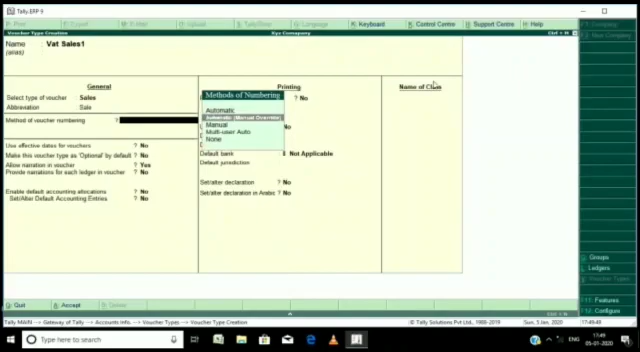 Tally.ERP 9
P: Print
E: Export
M: E-Mail
O: Upload
S: TallyShop
G: Language
K: Keyboard
K: Control Centre
H: Support Centre
H: Help
F1: Company
F3: New Company
Voucher Type Creation
Xyz Comapany
Ctrl + M
Name : Vat Sales1
(alias)
General
Printing
Name of Class
Select type of voucher : Sales
Abbreviation : Sale
Method of voucher numbering ?
Use effective dates for vouchers ? No
Make this voucher type as 'Optional' by default ? No
Allow narration in voucher ? Yes
Provide narrations for each ledger in voucher ? No
Enable default accounting allocations ? No
Set/Alter Default Accounting Entries ? No
? No
Methods of Numbering
Automatic
Automatic (Manual Override)
Manual
Multi-user Auto
None
No
Default bank : Not Applicable
Default jurisdiction :
Set/alter declaration ? No
Set/alter declaration in Arabic ? No
G: Groups
L: Ledgers
V: Voucher Types
F11: Features
F12: Configure
Q: Quit
A: Accept
D: Delete
Ctrl + N
Tally MAIN --> Gateway of Tally --> Accounts Info. --> Voucher Types --> Voucher Type Creation
© Tally Solutions Pvt Ltd., 1988-2019
Sun, 5 Jan, 2020
17:49:49
Type here to search
ENG
17:49
05-01-2020